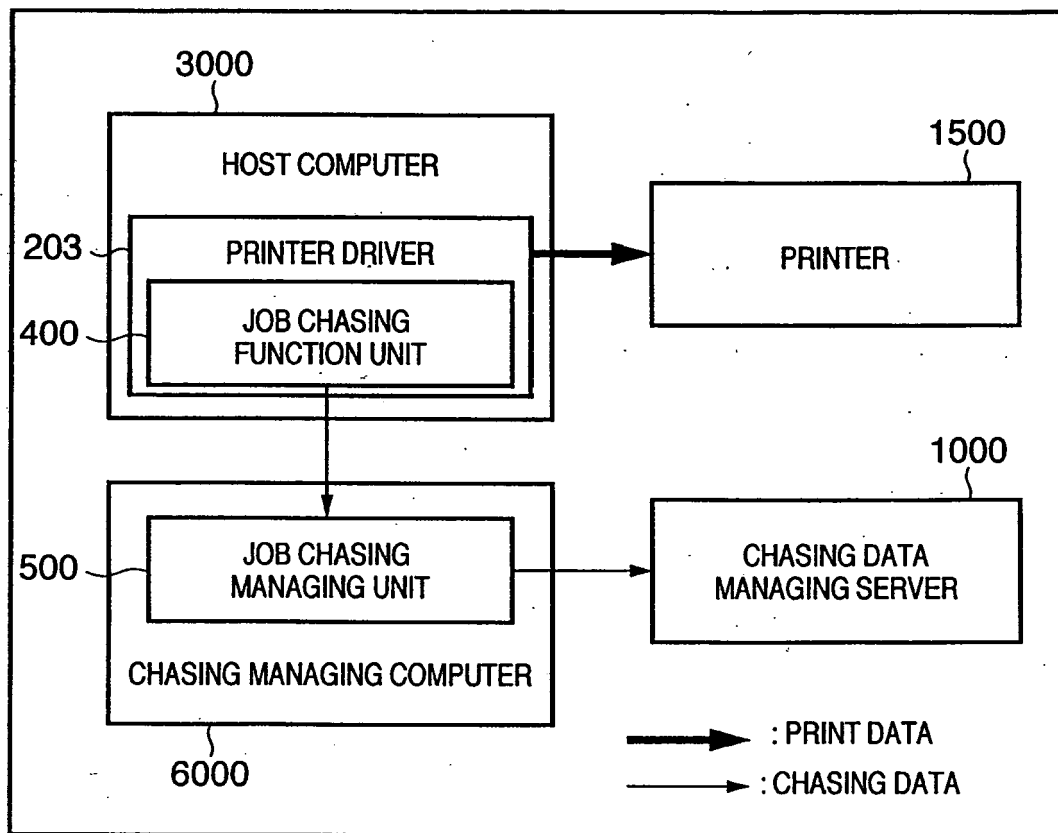 3000
HOST COMPUTER
1500
203
PRINTER DRIVER
PRINTER
400
JOB CHASING
FUNCTION UNIT
1000
500
JOB CHASING
MANAGING UNIT
CHASING DATA
MANAGING SERVER
CHASING MANAGING COMPUTER
6000
: PRINT DATA
: CHASING DATA